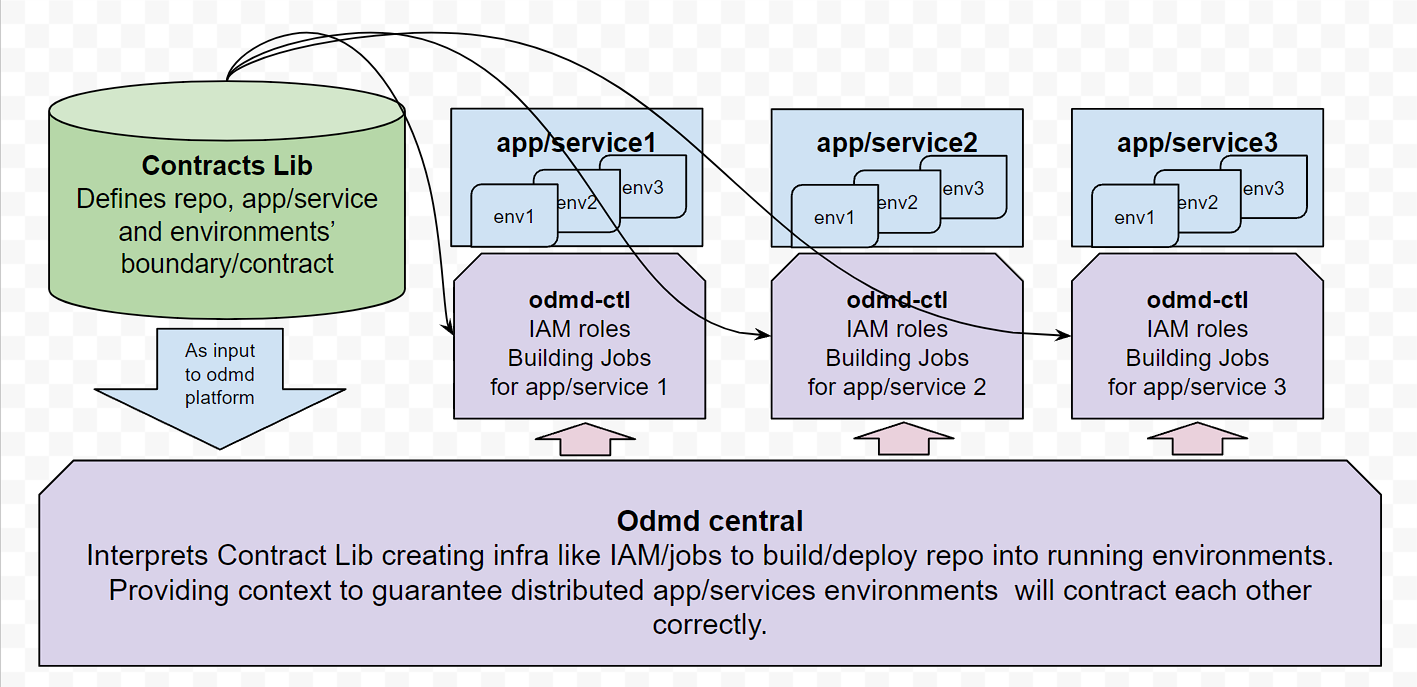 Contracts Lib
Defines repo, app/service
and environments’
boundary/contract
As input
to odmd
platform
app/service1
env1
env2
env3
odmd-ctl
IAM roles
Building Jobs
for app/service 1
app/service2
env1
env2
env3
odmd-ctl
IAM roles
Building Jobs
for app/service 2
app/service3
env1
env2
env3
odmd-ctl
IAM roles
Building Jobs
for app/service 3
Odmd central
Interprets Contract Lib creating infra like IAM/jobs to build/deploy repo into running environments.
Providing context to guarantee distributed app/services environments  will contract each other
correctly.